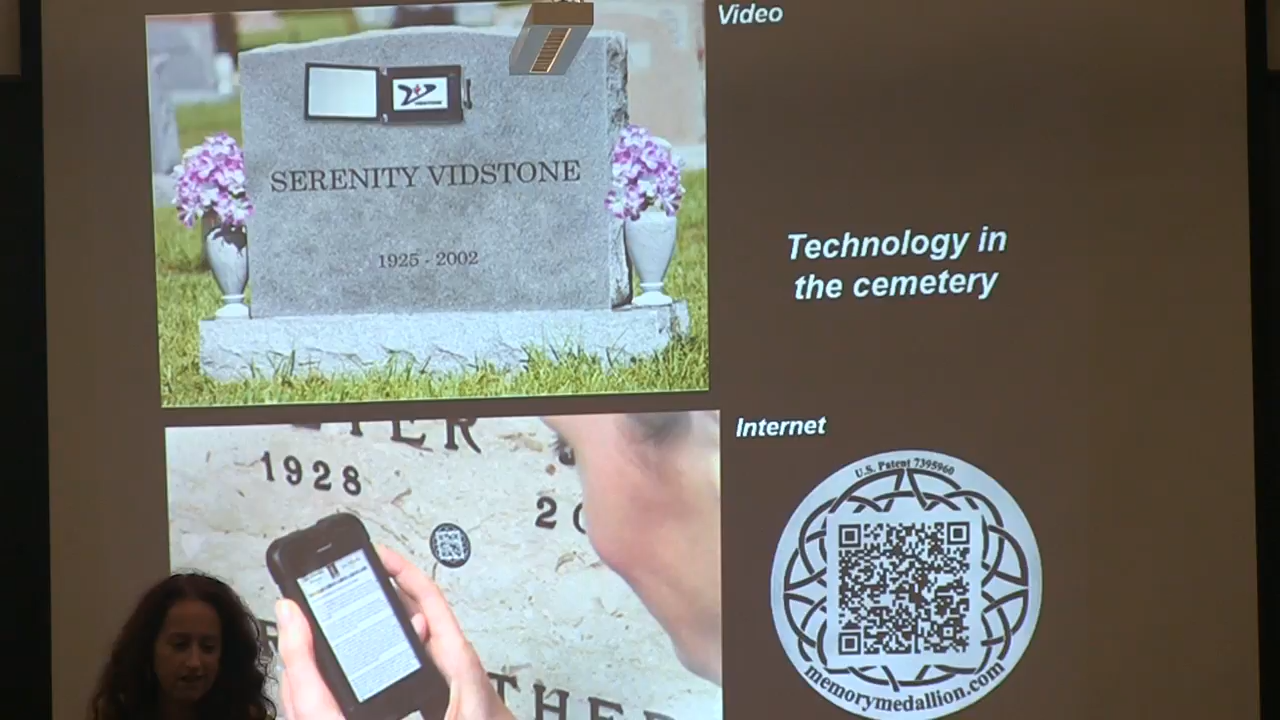 Video
SERENITY VIDSTONE
1925 - 2002
Technology in
the cemetery
Internet
1928
U.S. Patent 7395960
memorymedallion.com